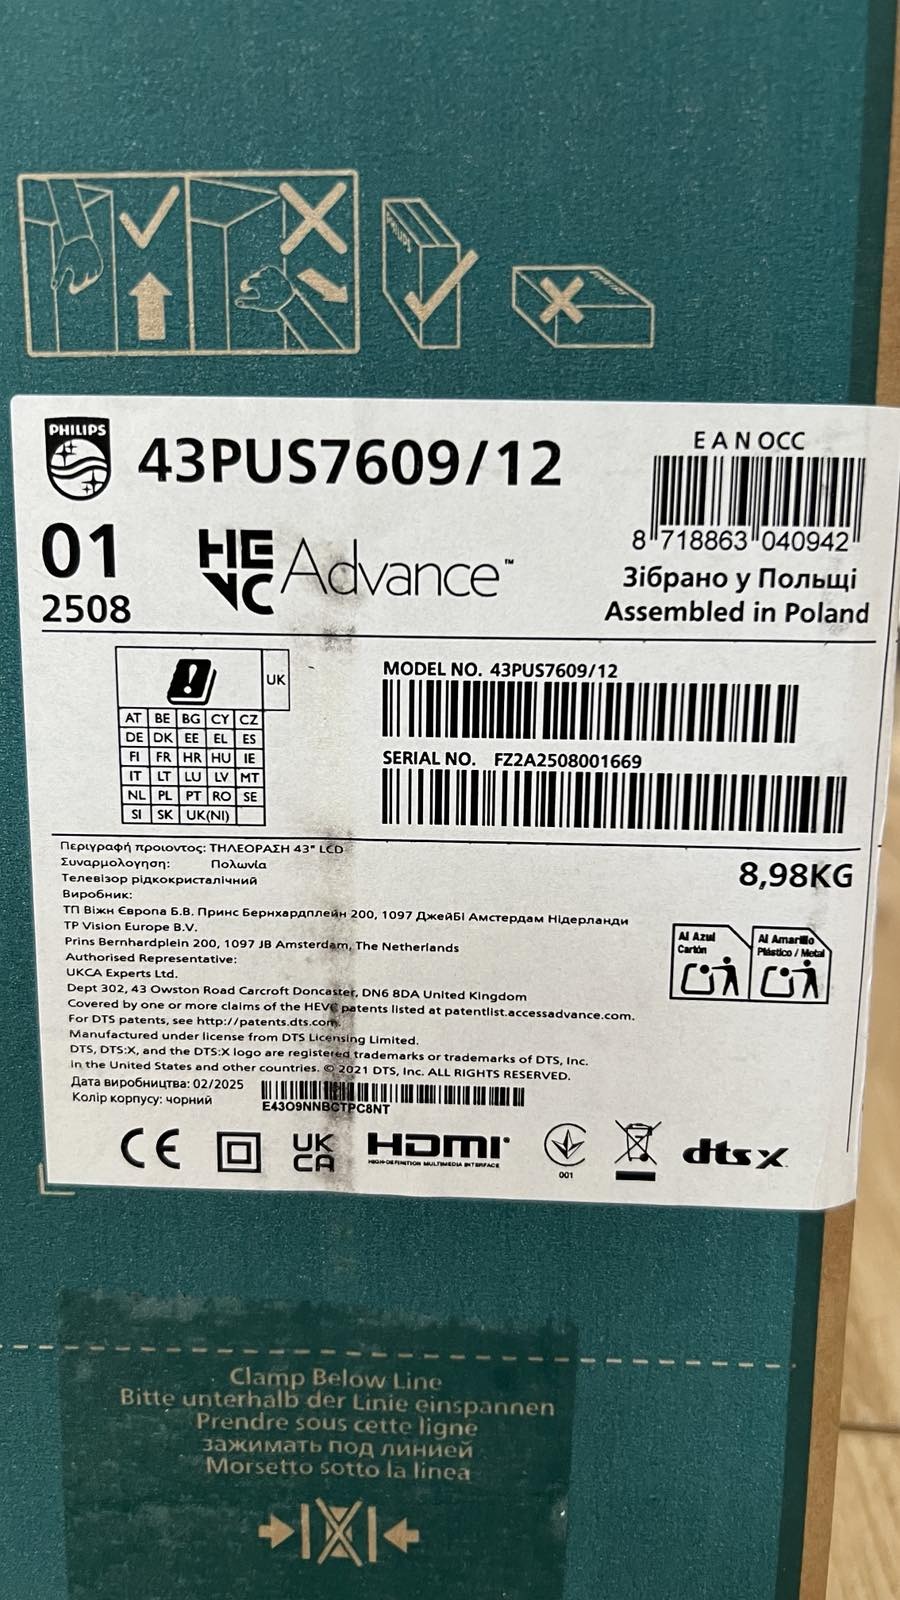 PHILIPS
43PUS7609/12
EAN OCC
8 718863 040942
01
2508
HEVC Advance™
Зібрано у Польщі
Assembled in Poland
UK
AT BE BG CY CZ
DE DK EE EL ES
FI FR HR HU IE
IT LT LU LV MT
NL PL PT RO SE
SI SK UK(NI)
MODEL NO. 43PUS7609/12
SERIAL NO. FZ2A2508001669
8,98KG
Περιγραφή προιοντος: ΤΗΛΕΟΡΑΣΗ 43" LCD
Συναρμολογηση: Πολωνία
Телевізор рідкокристалічний
Виробник:
ТП Віжн Європа Б.В. Принс Бернхардплейн 200, 1097 ДжейБі Амстердам Нідерланди
TP Vision Europe B.V.
Prins Bernhardplein 200, 1097 JB Amsterdam, The Netherlands
Authorised Representative:
UKCA Experts Ltd.
Dept 302, 43 Owston Road Carcroft Doncaster, DN6 8DA United Kingdom
Covered by one or more claims of the HEVC patents listed at patentlist.accessadvance.com.
For DTS patents, see http://patents.dts.com.
Manufactured under license from DTS Licensing Limited.
DTS, DTS:X, and the DTS:X logo are registered trademarks or trademarks of DTS, Inc.
in the United States and other countries. © 2021 DTS, Inc. ALL RIGHTS RESERVED.
Дата виробництва: 02/2025
Колір корпусу: чорний
E43O9NNBCTPC8NT
Al Azul
Cartón
Al Amarillo
Plástico / Metal
CE
UK
CA
HDMI
HIGH-DEFINITION MULTIMEDIA INTERFACE
001
dts x
Clamp Below Line
Bitte unterhalb der Linie einspannen
Prendre sous cette ligne
зажимать под линией
Morsetto sotto la linea